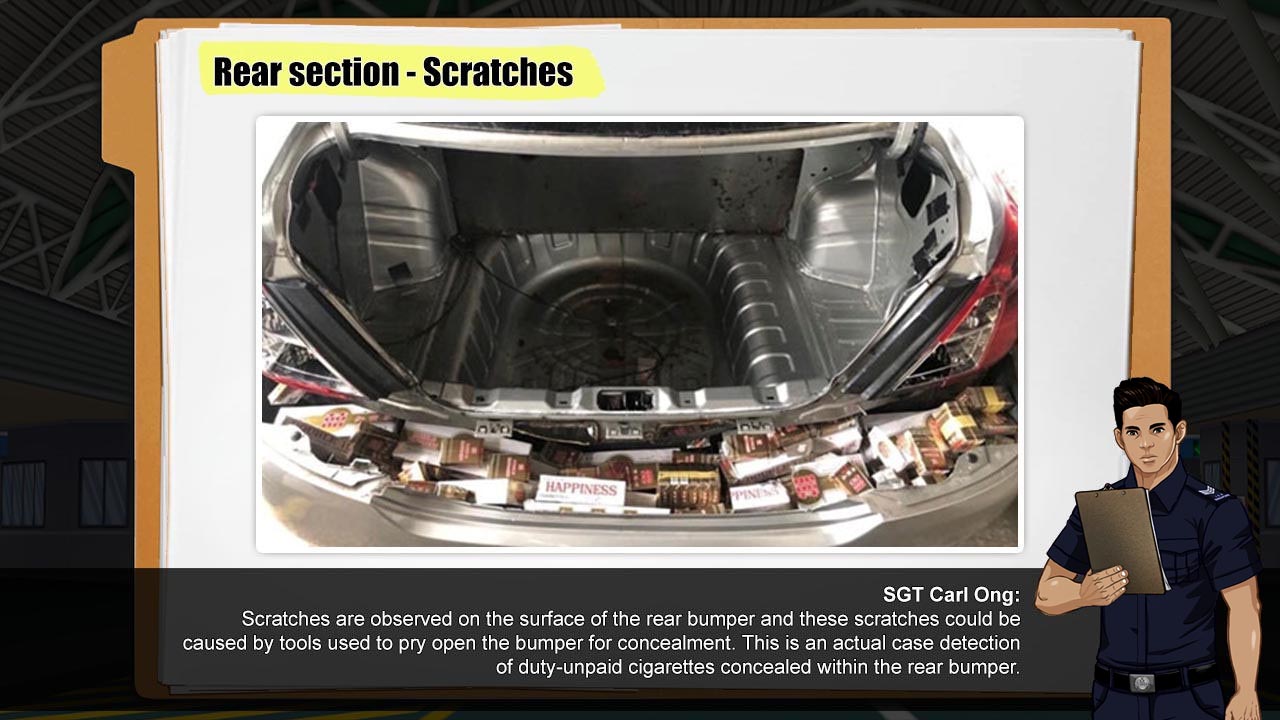 Rear section - Scratches
HAPPINESS
PPINESS
SGT Carl Ong:
Scratches are observed on the surface of the rear bumper and these scratches could be
caused by tools used to pry open the bumper for concealment. This is an actual case detection
of duty-unpaid cigarettes concealed within the rear bumper.